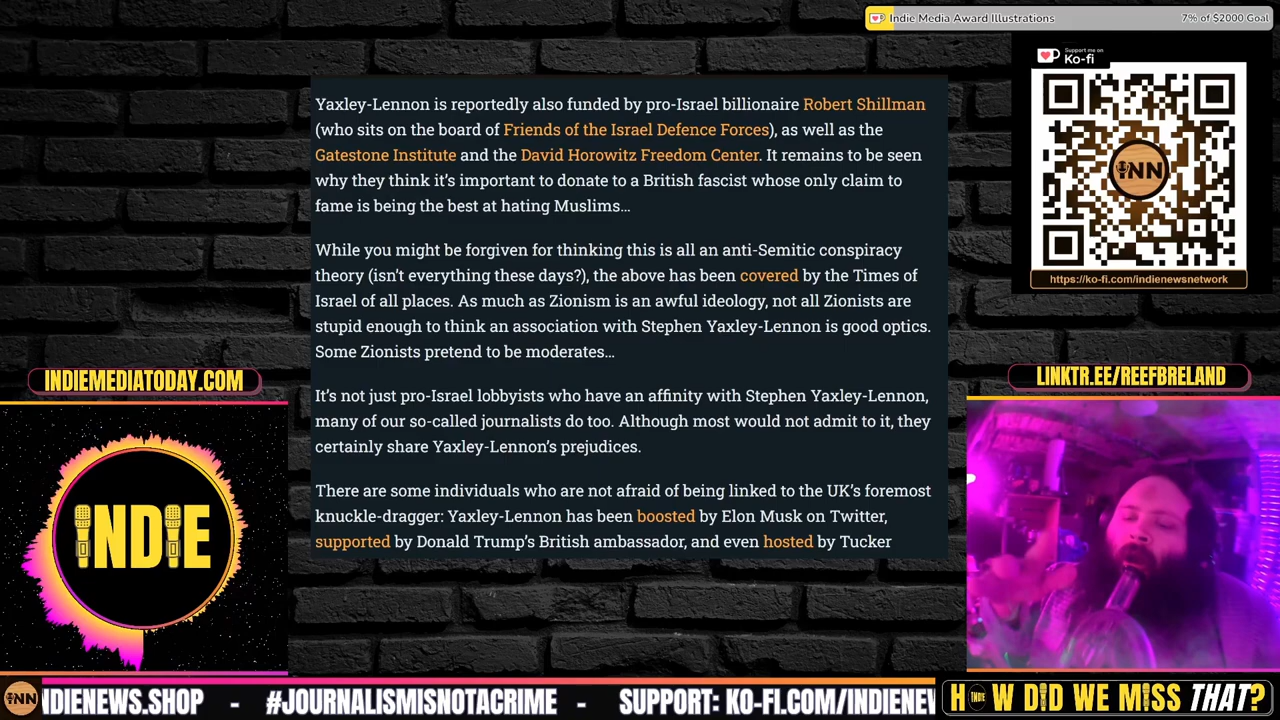 Indie Media Award Illustrations 7% of $2000 Goal
Support me on
Ko-fi
iNN
https://ko-fi.com/indienewsnetwork
Yaxley-Lennon is reportedly also funded by pro-Israel billionaire Robert Shillman
(who sits on the board of Friends of the Israel Defence Forces), as well as the
Gatestone Institute and the David Horowitz Freedom Center. It remains to be seen
why they think it's important to donate to a British fascist whose only claim to
fame is being the best at hating Muslims…
While you might be forgiven for thinking this is all an anti-Semitic conspiracy
theory (isn't everything these days?), the above has been covered by the Times of
Israel of all places. As much as Zionism is an awful ideology, not all Zionists are
stupid enough to think an association with Stephen Yaxley-Lennon is good optics.
Some Zionists pretend to be moderates…
It's not just pro-Israel lobbyists who have an affinity with Stephen Yaxley-Lennon,
many of our so-called journalists do too. Although most would not admit to it, they
certainly share Yaxley-Lennon's prejudices.
There are some individuals who are not afraid of being linked to the UK's foremost
knuckle-dragger: Yaxley-Lennon has been boosted by Elon Musk on Twitter,
supported by Donald Trump's British ambassador, and even hosted by Tucker
INDIEMEDIATODAY.COM
LINKTR.EE/REEFBRELAND
INDIE
iNN
NDIENEWS.SHOP - #JOURNALISMISNOTACRIME - SUPPORT: KO-FI.COM/INDIENEW
HOW DID WE MISS THAT?